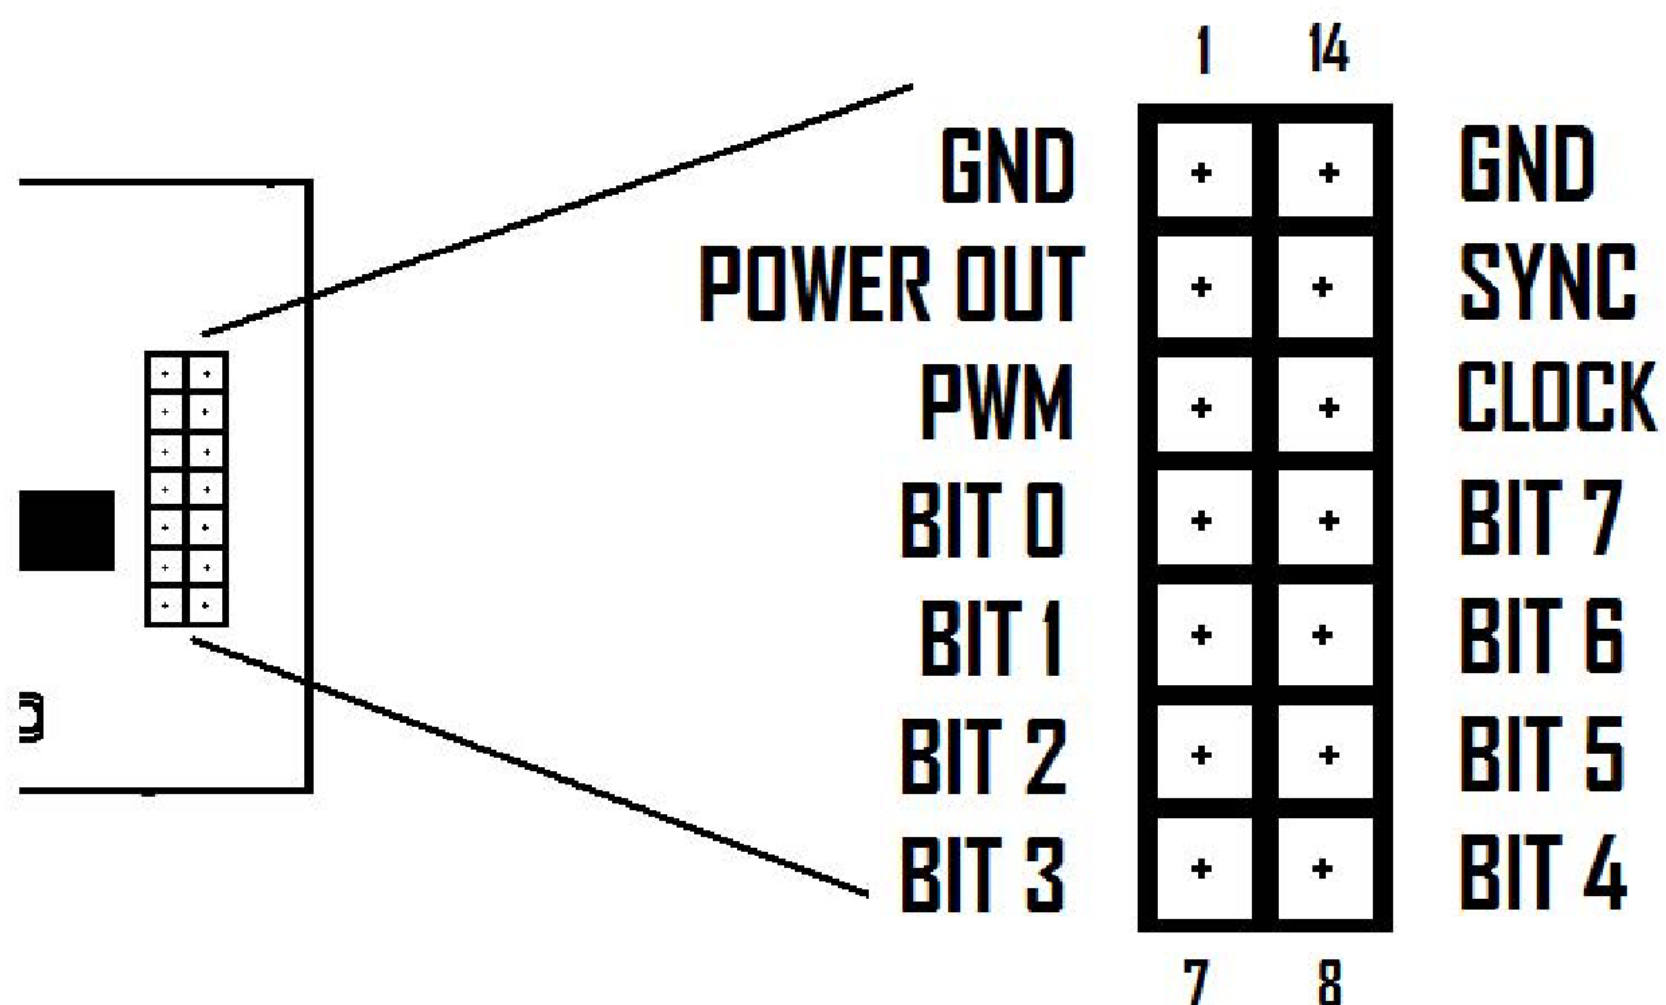 1 14
GND GND
POWER OUT SYNC
PWM CLOCK
BIT 0 BIT 7
BIT 1 BIT 6
BIT 2 BIT 5
BIT 3 BIT 4
7 8